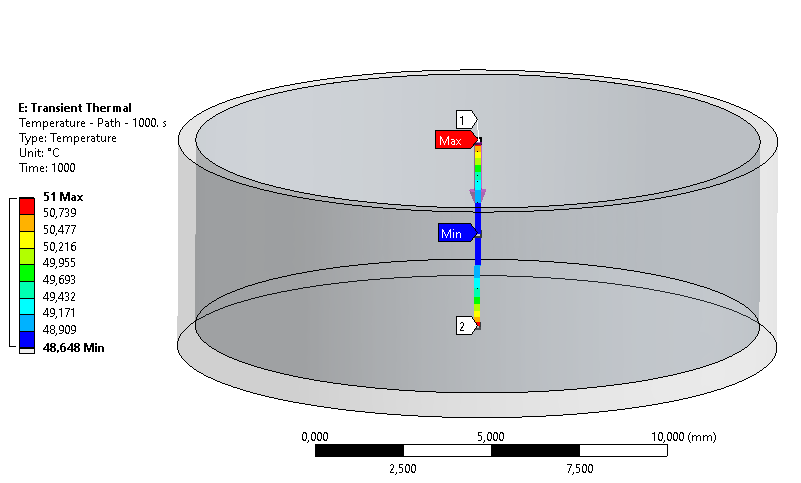 E: Transient Thermal
Temperature - Path - 1000. s
Type: Temperature
Unit: °C
Time: 1000
51 Max
50,739
50,477
50,216
49,955
49,693
49,432
49,171
48,909
48,648 Min
1
Max
Min
2
0,000 5,000 10,000 (mm)
2,500 7,500